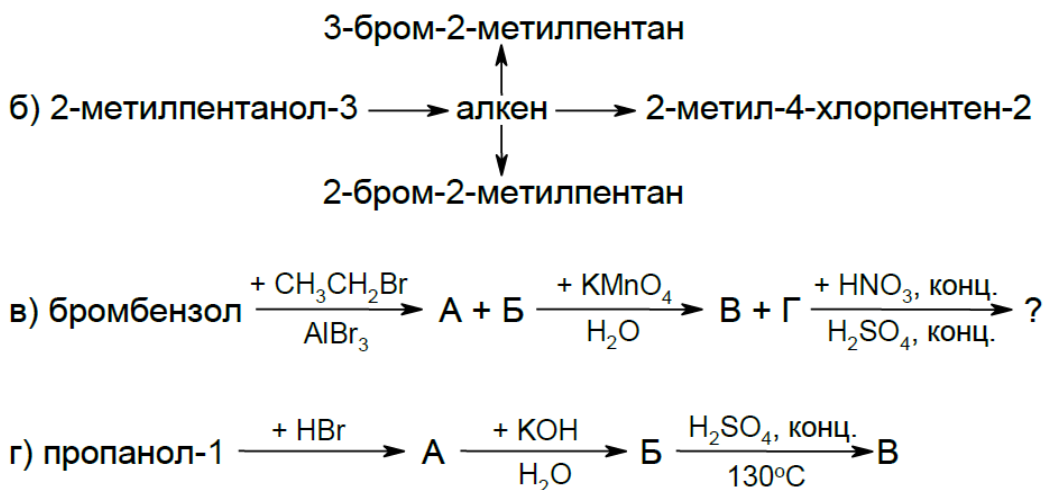 3-бром-2-метилпентан
б) 2-метилпентанол-3 → алкен → 2-метил-4-хлорпентен-2
2-бром-2-метилпентан
+ CH₃CH₂Br + KMnO₄ + HNO₃, конц.
в) бромбензол → А + Б → В + Г → ?
AlBr₃ H₂O H₂SO₄, конц.
+ HBr + KOH H₂SO₄, конц.
г) пропанол-1 → А → Б → В
H₂O 130°C